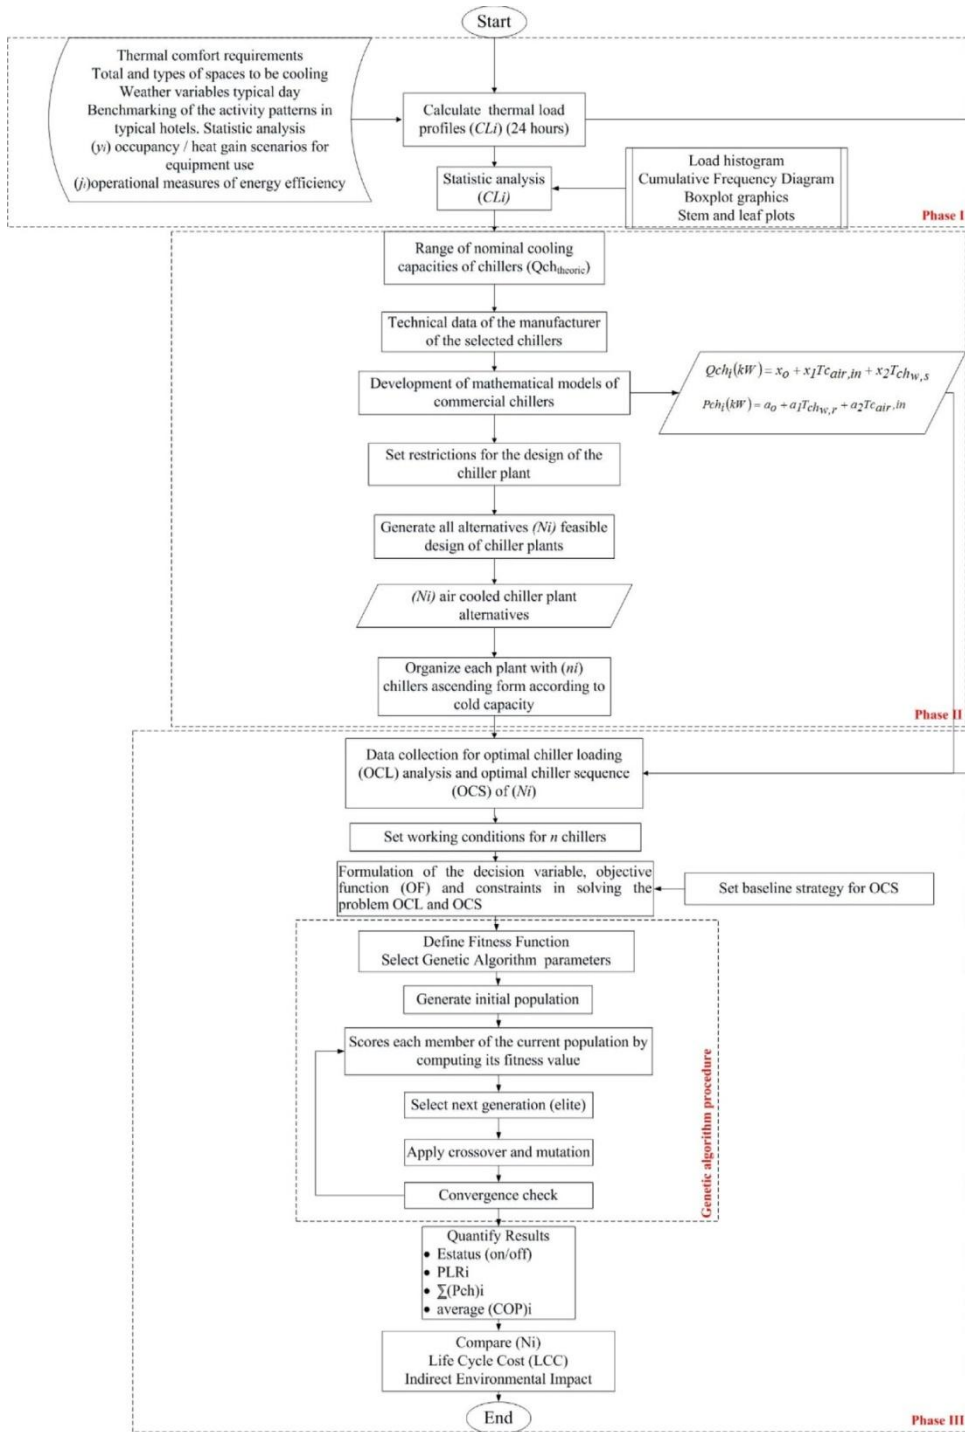 Start
Thermal comfort requirements
Total and types of spaces to be cooling
Weather variables typical day
Benchmarking of the activity patterns in
typical hotels. Statistic analysis
(yi) occupancy / heat gain scenarios for
equipment use
(ji)operational measures of energy efficiency
Calculate thermal load
profiles (CLi) (24 hours)
Statistic analysis
(CLi)
Load histogram
Cumulative Frequency Diagram
Boxplot graphics
Stem and leaf plots
Phase I
Range of nominal cooling
capacities of chillers (Qchtheoric)
Technical data of the manufacturer
of the selected chillers
Development of mathematical models of
commercial chillers
Qchi(kW) = xo + x1Tcair,in + x2Tchw,s
Pchi(kW) = ao + a1Tchw,r + a2Tcair,in
Set restrictions for the design of the
chiller plant
Generate all alternatives (Ni) feasible
design of chiller plants
(Ni) air cooled chiller plant
alternatives
Organize each plant with (ni)
chillers ascending form according to
cold capacity
Phase II
Data collection for optimal chiller loading
(OCL) analysis and optimal chiller sequence
(OCS) of (Ni)
Set working conditions for n chillers
Formulation of the decision variable, objective
function (OF) and constraints in solving the
problem OCL and OCS
Set baseline strategy for OCS
Define Fitness Function
Select Genetic Algorithm parameters
Generate initial population
Scores each member of the current population by
computing its fitness value
Select next generation (elite)
Apply crossover and mutation
Convergence check
Genetic algorithm procedure
Quantify Results
• Estatus (on/off)
• PLRi
• ∑(Pch)i
• average (COP)i
Compare (Ni)
Life Cycle Cost (LCC)
Indirect Environmental Impact
End
Phase III